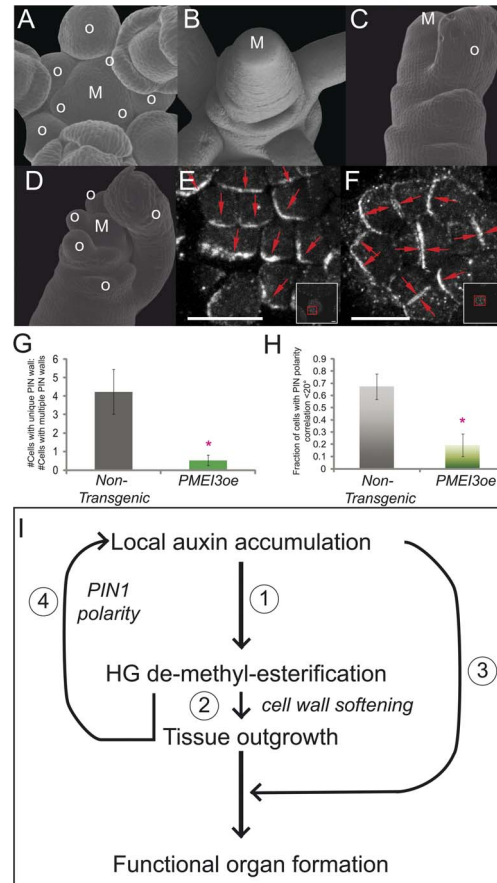 A
B
C
o
o
o
o
M
o
o
M
M
o
D
E
F
o
o
M
o
o
o
G
H
#Cells with unique PIN wall:
#Cells with multiple PIN walls
6
5
4
3
2
1
0
*
Non-
Transgenic
PMEI3oe
Fraction of cells with PIN polarity
correlation <20°
0.9
0.8
0.7
0.6
0.5
0.4
0.3
0.2
0.1
0
*
Non-
Transgenic
PMEI3oe
I
Local auxin accumulation
4
PIN1
polarity
1
3
HG de-methyl-esterification
2
cell wall softening
Tissue outgrowth
Functional organ formation